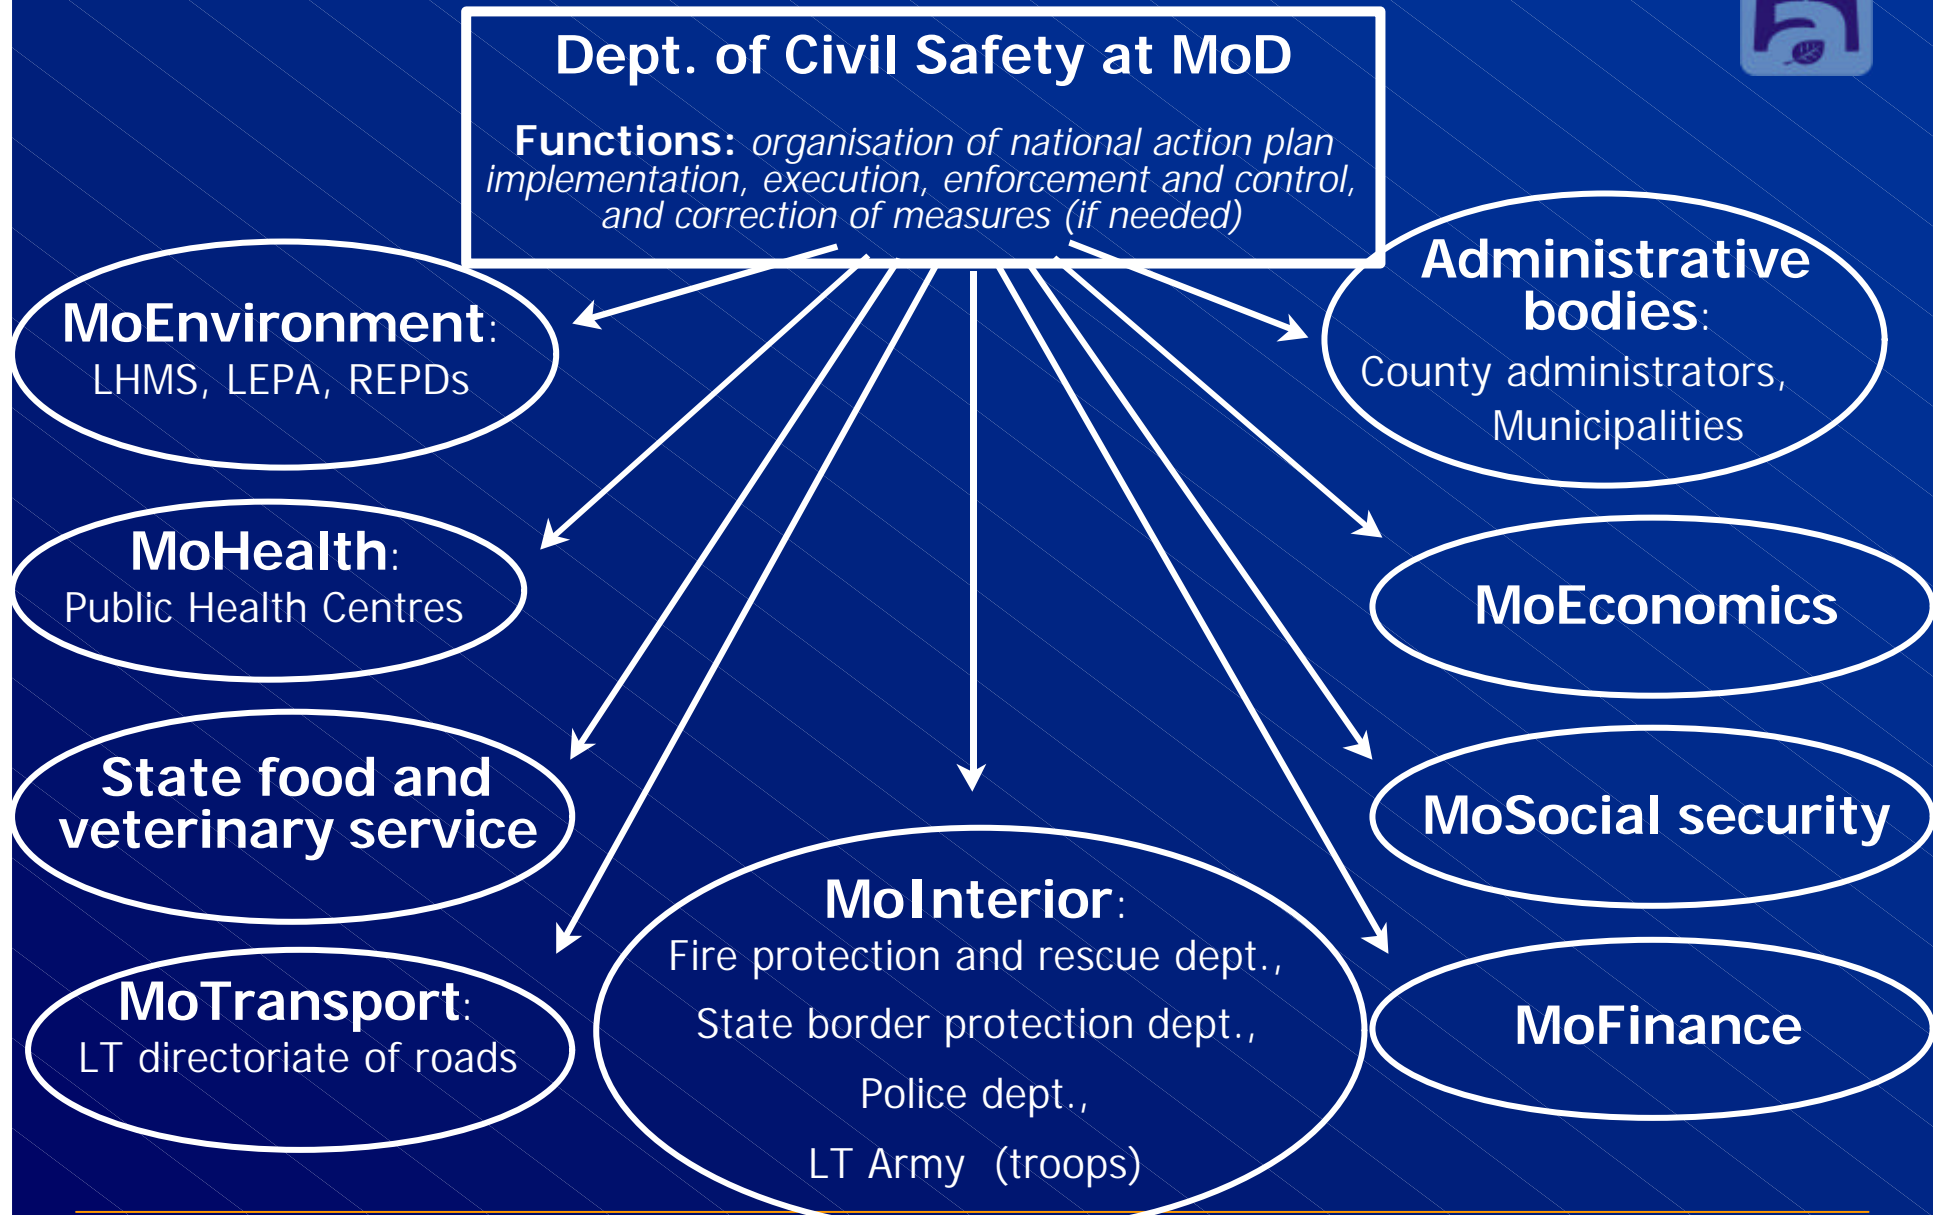 Dept. of Civil Safety at MoD
Functions: organisation of national action plan
implementation, execution, enforcement and control,
and correction of measures (if needed)
MoEnvironment:
LHMS, LEPA, REPDs
MoHealth:
Public Health Centres
State food and
veterinary service
MoTransport:
LT directoriate of roads
MoInterior:
Fire protection and rescue dept.,
State border protection dept.,
Police dept.,
LT Army (troops)
Administrative
bodies:
County administrators,
Municipalities
MoEconomics
MoSocial security
MoFinance